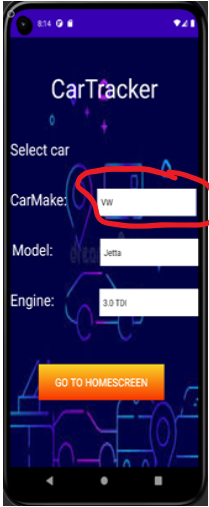 8:14
CarTracker
Select car
CarMake: VW
Model: Jetta
Engine: 3.0 TDI
GO TO HOMESCREEN